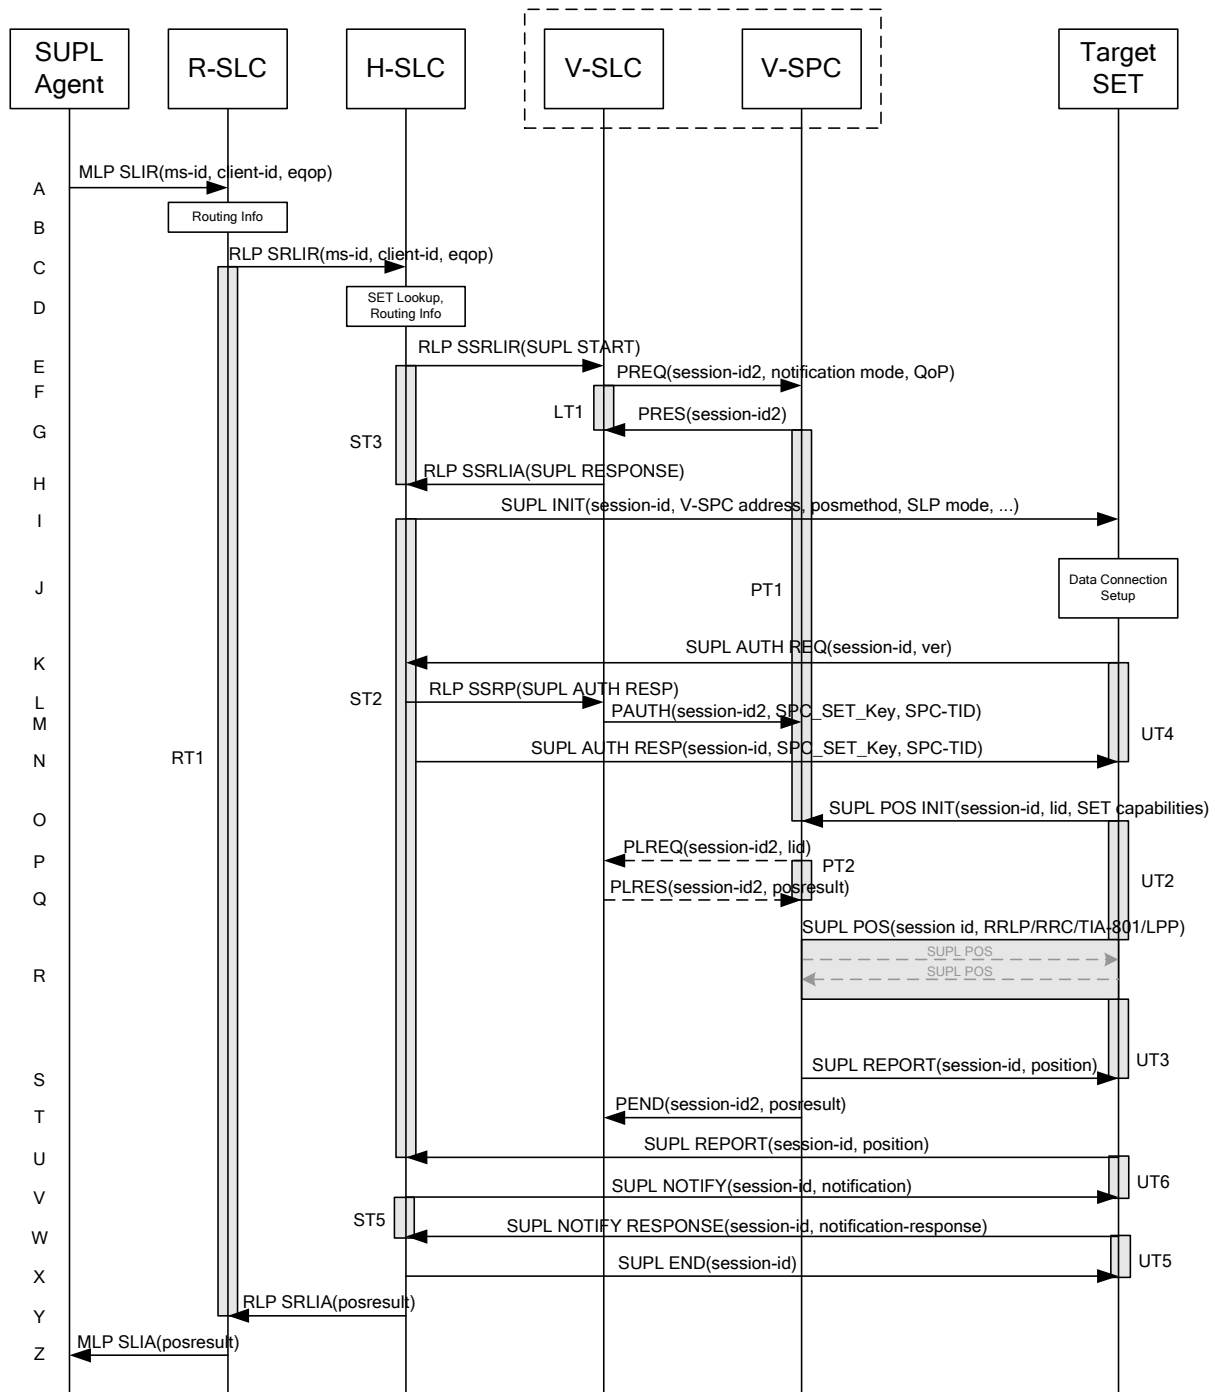 SUPL
Agent
R-SLC
H-SLC
V-SLC
V-SPC
Target
SET
A
MLP SLIR(ms-id, client-id, eqop)
B
Routing Info
C
RLP SRLIR(ms-id, client-id, eqop)
D
SET Lookup,
Routing Info
E
RLP SSRLIR(SUPL START)
F
PREQ(session-id2, notification mode, QoP)
LT1
G
PRES(session-id2)
ST3
H
RLP SSRLIA(SUPL RESPONSE)
I
SUPL INIT(session-id, V-SPC address, posmethod, SLP mode, ...)
J
PT1
Data Connection
Setup
K
SUPL AUTH REQ(session-id, ver)
L
ST2
RLP SSRP(SUPL AUTH RESP)
M
PAUTH(session-id2, SPC_SET_Key, SPC-TID)
UT4
N
RT1
SUPL AUTH RESP(session-id, SPC_SET_Key, SPC-TID)
O
SUPL POS INIT(session-id, lid, SET capabilities)
P
PLREQ(session-id2, lid)
PT2
UT2
Q
PLRES(session-id2, posresult)
SUPL POS(session id, RRLP/RRC/TIA-801/LPP)
SUPL POS
R
SUPL POS
UT3
S
SUPL REPORT(session-id, position)
T
PEND(session-id2, posresult)
U
SUPL REPORT(session-id, position)
UT6
V
SUPL NOTIFY(session-id, notification)
ST5
W
SUPL NOTIFY RESPONSE(session-id, notification-response)
UT5
X
SUPL END(session-id)
Y
RLP SRLIA(posresult)
Z
MLP SLIA(posresult)